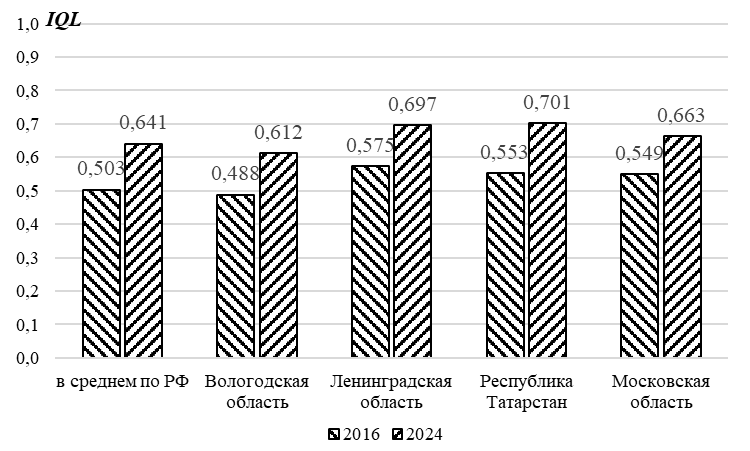 IQL
1,0
0,9
0,8
0,7
0,6
0,5
0,4
0,3
0,2
0,1
0,0
0,503
0,641
0,488
0,612
0,575
0,697
0,553
0,701
0,549
0,663
в среднем по РФ
Вологодская
область
Ленинградская
область
Республика
Татарстан
Московская
область
2016
2024